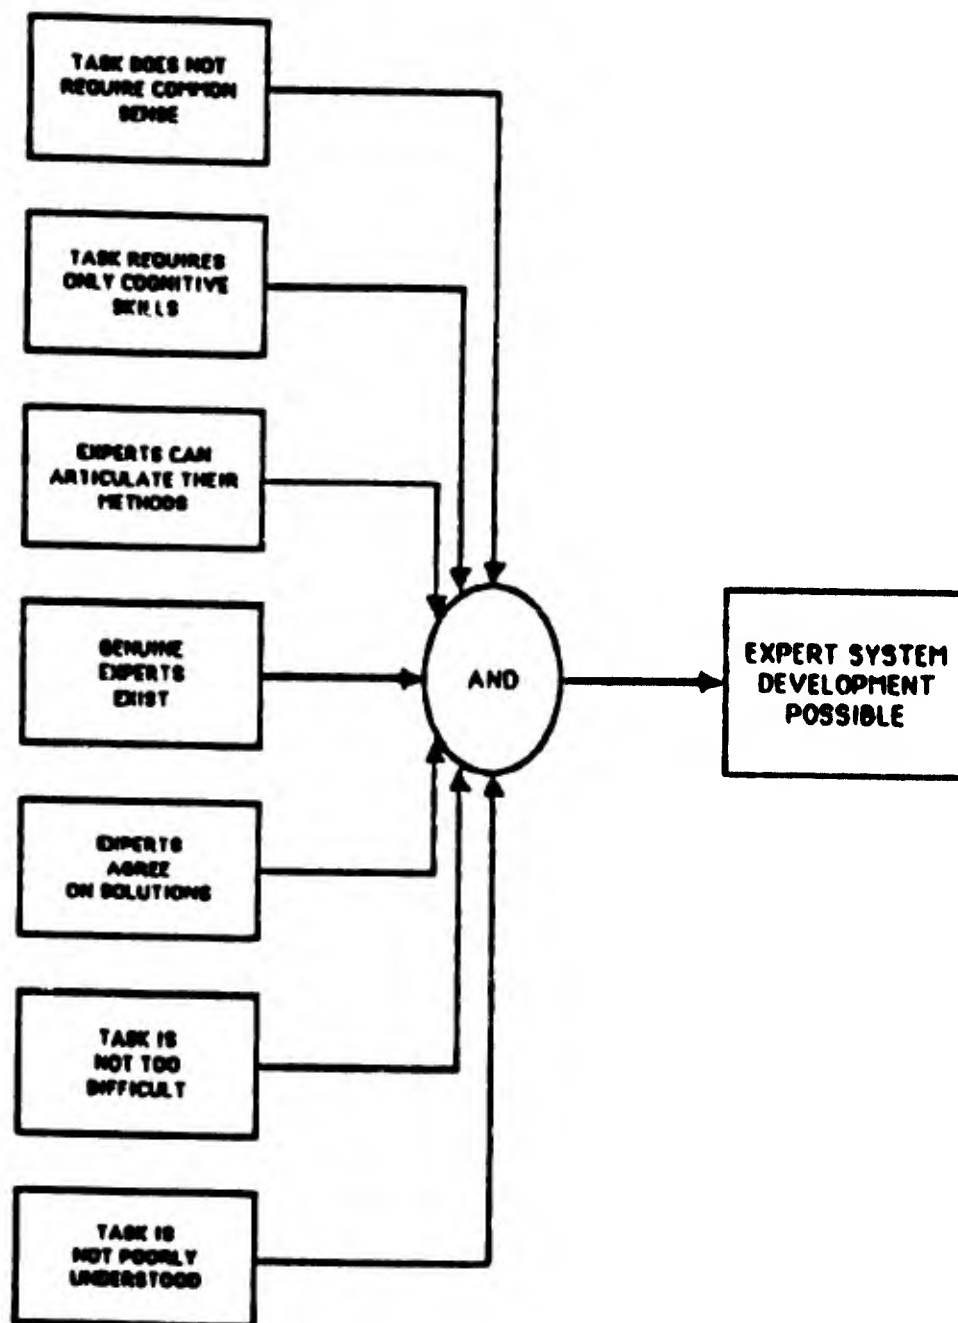 TASK DOES NOT
REQUIRE COMMON
SENSE
TASK REQUIRES
ONLY COGNITIVE
SKILLS
EXPERTS CAN
ARTICULATE THEIR
METHODS
GENUINE
EXPERTS
EXIST
AND
EXPERT SYSTEM
DEVELOPMENT
POSSIBLE
EXPERTS
AGREE
ON SOLUTIONS
TASK IS
NOT TOO
DIFFICULT
TASK IS
NOT POORLY
UNDERSTOOD